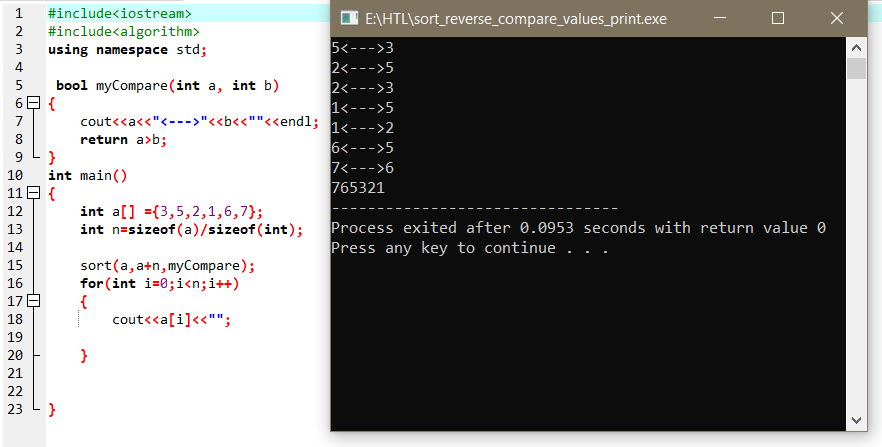 1 #include<iostream>
2 #include<algorithm>
3 using namespace std;
4
5 bool myCompare(int a, int b)
6 {
7 cout<<a<<"<--->"<<b<<""<<endl;
8 return a>b;
9 }
10 int main()
11 {
12 int a[] ={3,5,2,1,6,7};
13 int n=sizeof(a)/sizeof(int);
14
15 sort(a,a+n,myCompare);
16 for(int i=0;i<n;i++)
17 {
18 cout<<a[i]<<"";
19
20 }
21
22
23 }
E:\HTL\sort_reverse_compare_values_print.exe
5<--->3
2<--->5
2<--->3
1<--->5
1<--->2
6<--->5
7<--->6
765321
--------------------------------
Process exited after 0.0953 seconds with return value 0
Press any key to continue . . .